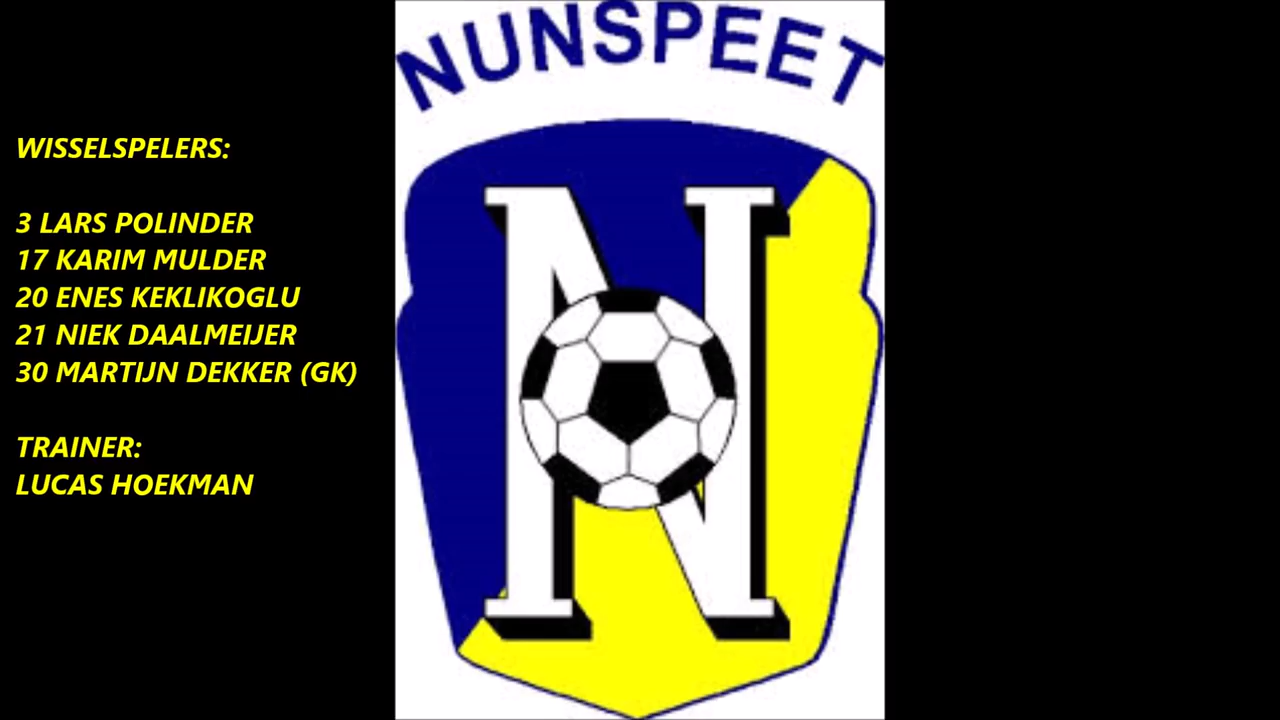 NUNSPEET
WISSELSPELERS:
3 LARS POLINDER
17 KARIM MULDER
20 ENES KEKLIKOGLU
21 NIEK DAALMEIJER
30 MARTIJN DEKKER (GK)
TRAINER:
LUCAS HOEKMAN
N